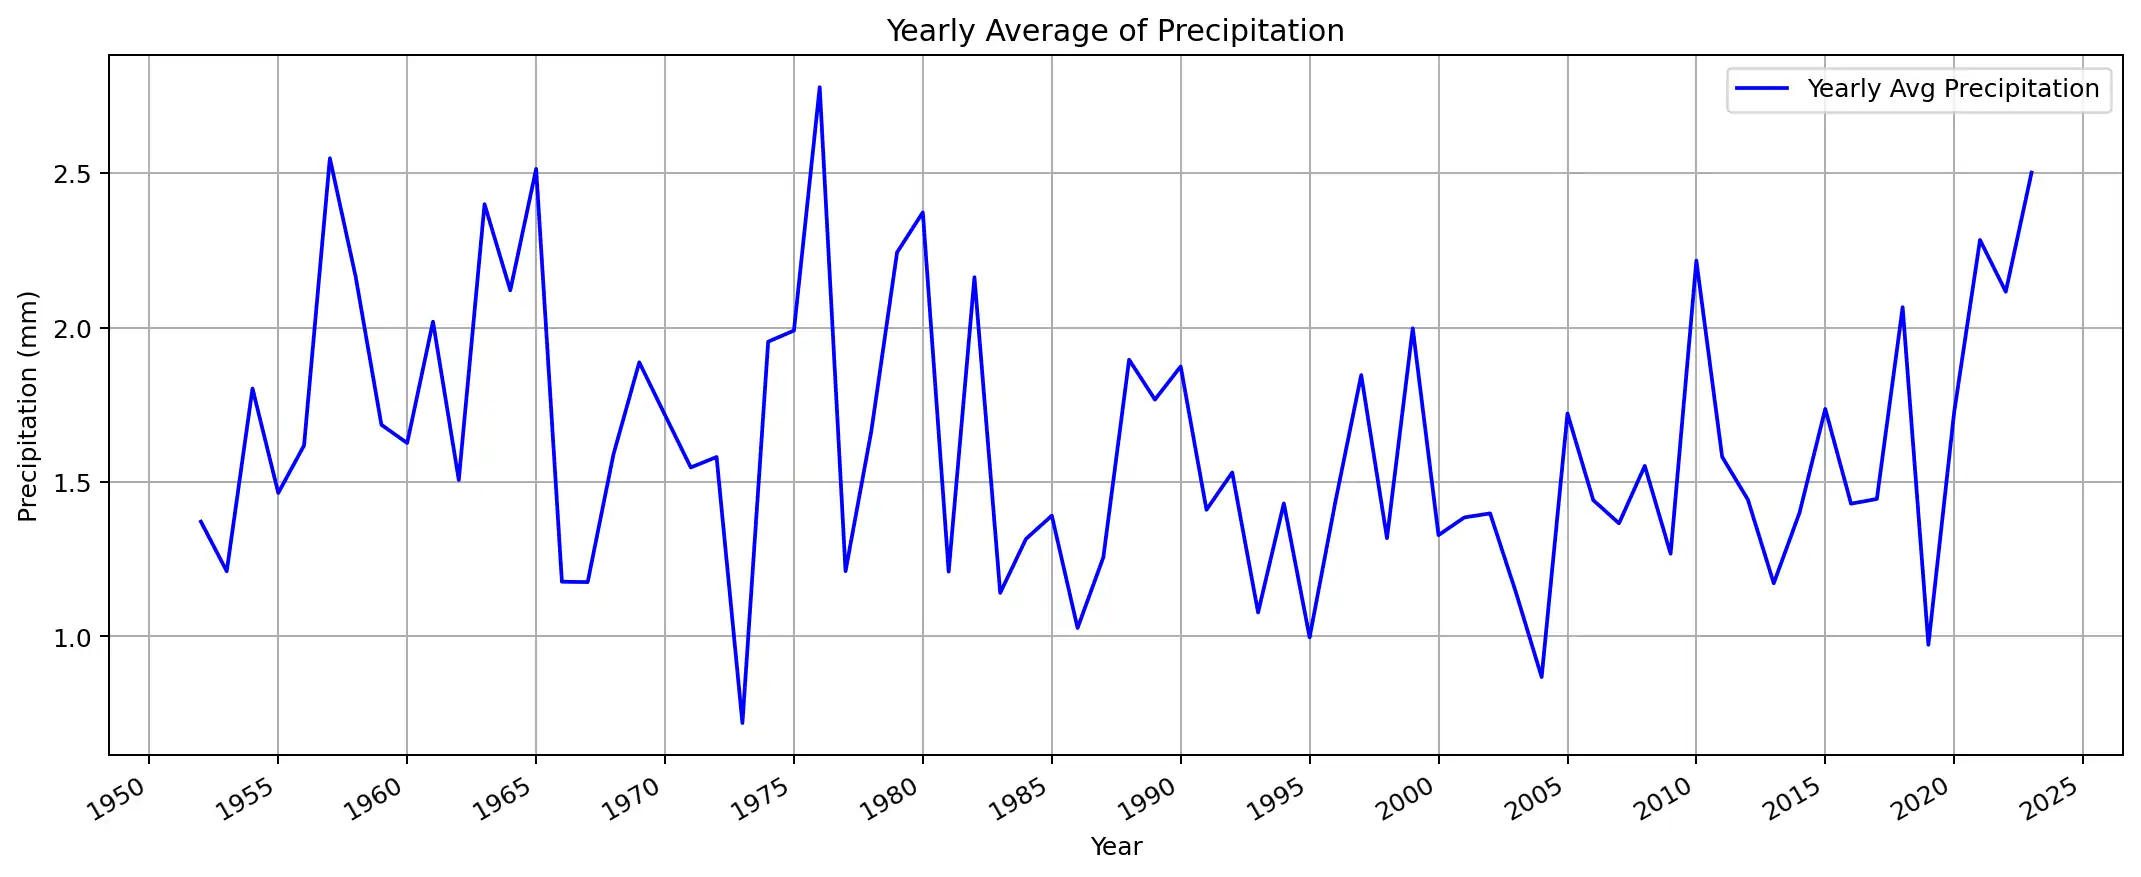 Yearly Average of Precipitation
Yearly Avg Precipitation
Precipitation (mm)
2.5
2.0
1.5
1.0
1950 1955 1960 1965 1970 1975 1980 1985 1990 1995 2000 2005 2010 2015 2020 2025
Year